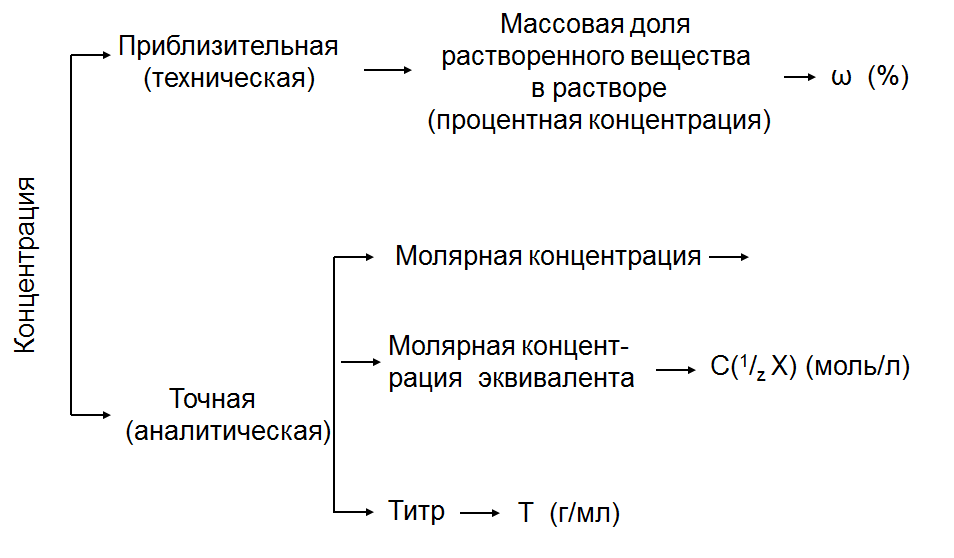 Концентрация
Приблизительная
(техническая)
Массовая доля
растворенного вещества
в растворе
(процентная концентрация)
ω (%)
Точная
(аналитическая)
Молярная концентрация
Молярная концент-
рация эквивалента
C(¹/z X) (моль/л)
Титр
Т (г/мл)